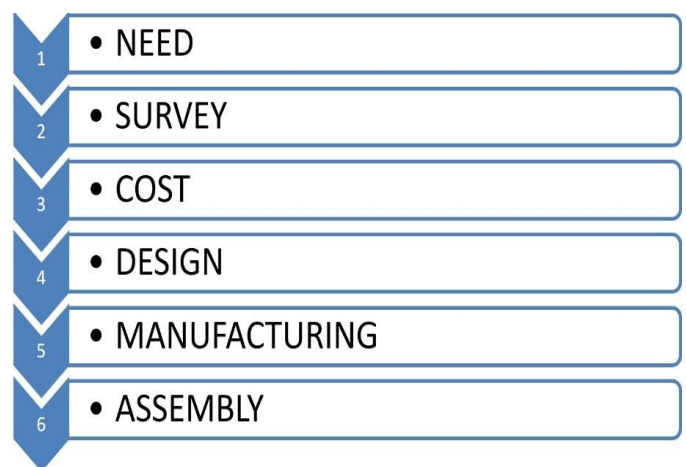 1 • NEED
2 • SURVEY
3 • COST
4 • DESIGN
5 • MANUFACTURING
6 • ASSEMBLY